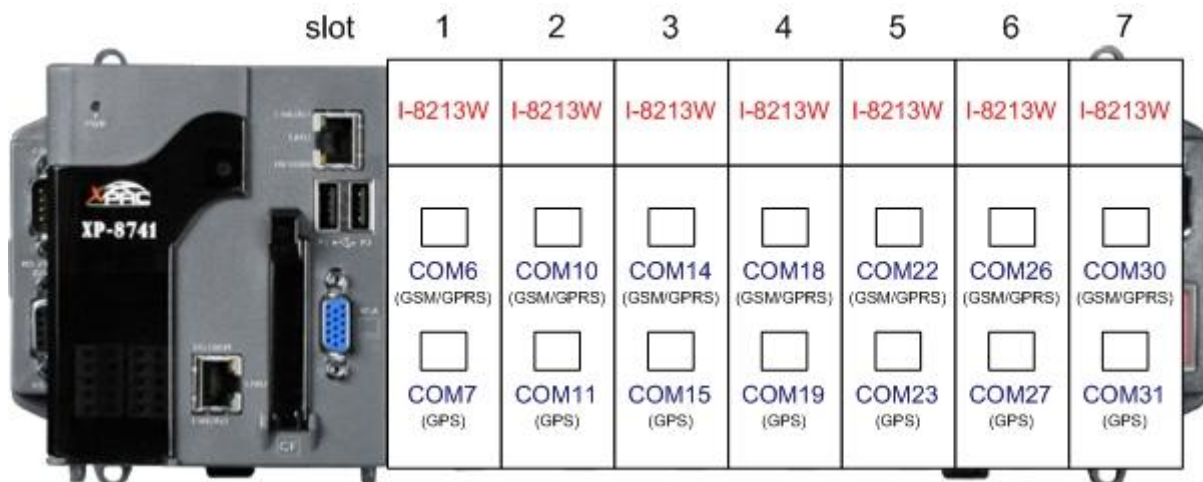 slot 1 2 3 4 5 6 7
I-8213W I-8213W I-8213W I-8213W I-8213W I-8213W I-8213W
XPAC
XP-8741
COM6 COM10 COM14 COM18 COM22 COM26 COM30
(GSM/GPRS) (GSM/GPRS) (GSM/GPRS) (GSM/GPRS) (GSM/GPRS) (GSM/GPRS) (GSM/GPRS)
COM7 COM11 COM15 COM19 COM23 COM27 COM31
(GPS) (GPS) (GPS) (GPS) (GPS) (GPS) (GPS)
CF